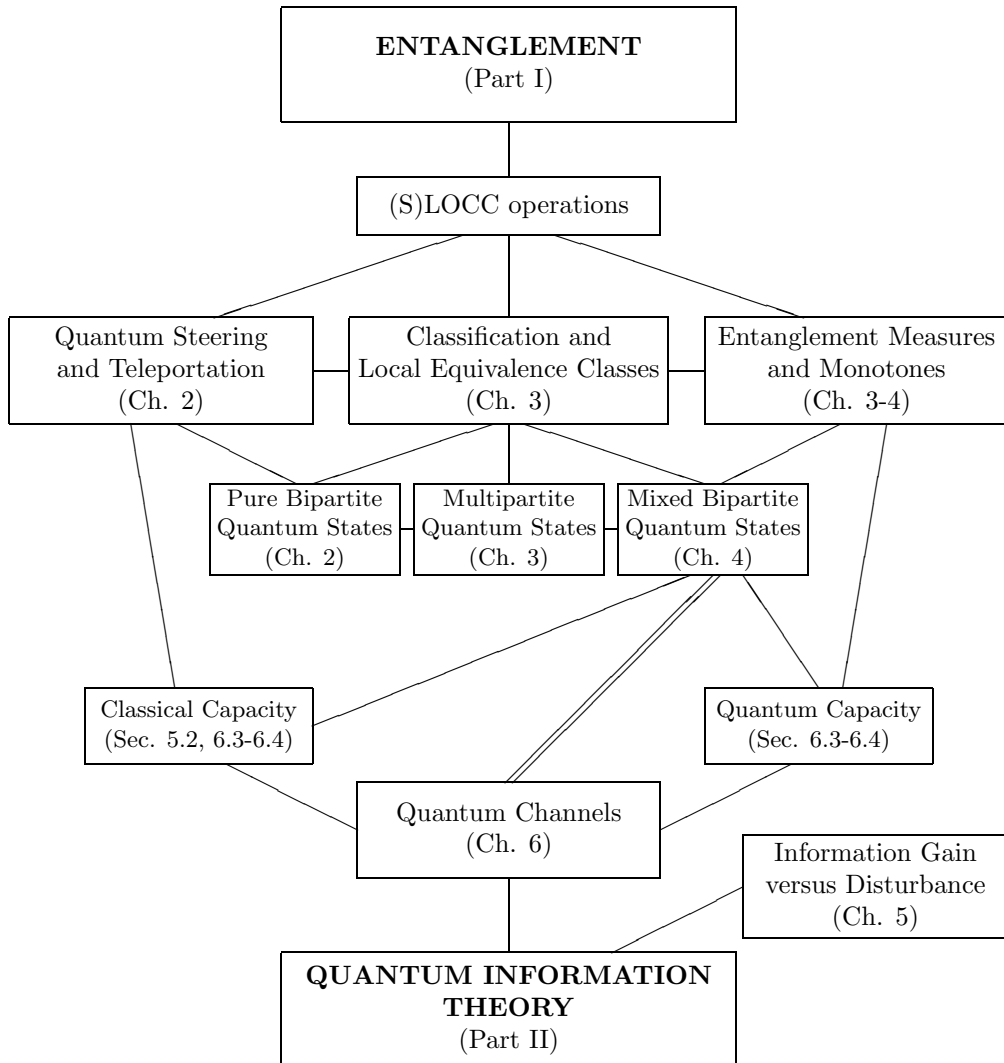 ENTANGLEMENT
(Part I)
(S)LOCC operations
Quantum Steering
and Teleportation
(Ch. 2)
Classification and
Local Equivalence Classes
(Ch. 3)
Entanglement Measures
and Monotones
(Ch. 3-4)
Pure Bipartite
Quantum States
(Ch. 2)
Multipartite
Quantum States
(Ch. 3)
Mixed Bipartite
Quantum States
(Ch. 4)
Classical Capacity
(Sec. 5.2, 6.3-6.4)
Quantum Capacity
(Sec. 6.3-6.4)
Quantum Channels
(Ch. 6)
Information Gain
versus Disturbance
(Ch. 5)
QUANTUM INFORMATION
THEORY
(Part II)